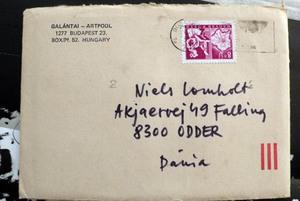 GALÁNTAI – ARTPOOL
1277 BUDAPEST 23.
BOX/Pf. 52. HUNGARY
Niels Lomholt
Akjaervej 49 Falling
8300 ODDER
Dánia